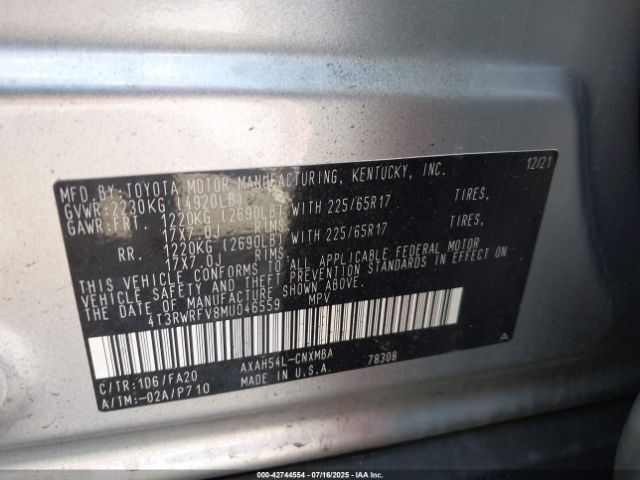 MFD.BY:TOYOTA MOTOR MANUFACTURING, KENTUCKY, INC. 12/21
GVWR:2230KG (4920LB)
GAWR:FRT. 1220KG (2690LB) WITH 225/65R17 TIRES,
17X7.0J RIMS,
RR. 1220KG (2690LB) WITH 225/65R17 TIRES,
17X7.0J RIMS,
THIS VEHICLE CONFORMS TO ALL APPLICABLE FEDERAL MOTOR
VEHICLE SAFETY AND THEFT PREVENTION STANDARDS IN EFFECT ON
THE DATE OF MANUFACTURE SHOWN ABOVE.
4T3RWRFV8MU046559 MPV
C/TR:106/FA20 AXAH54L-CNXMBA 78308
A/TM:-02A/P710 MADE IN U.S.A. A
000-42744554 - 07/16/2025 - IAAI.COM